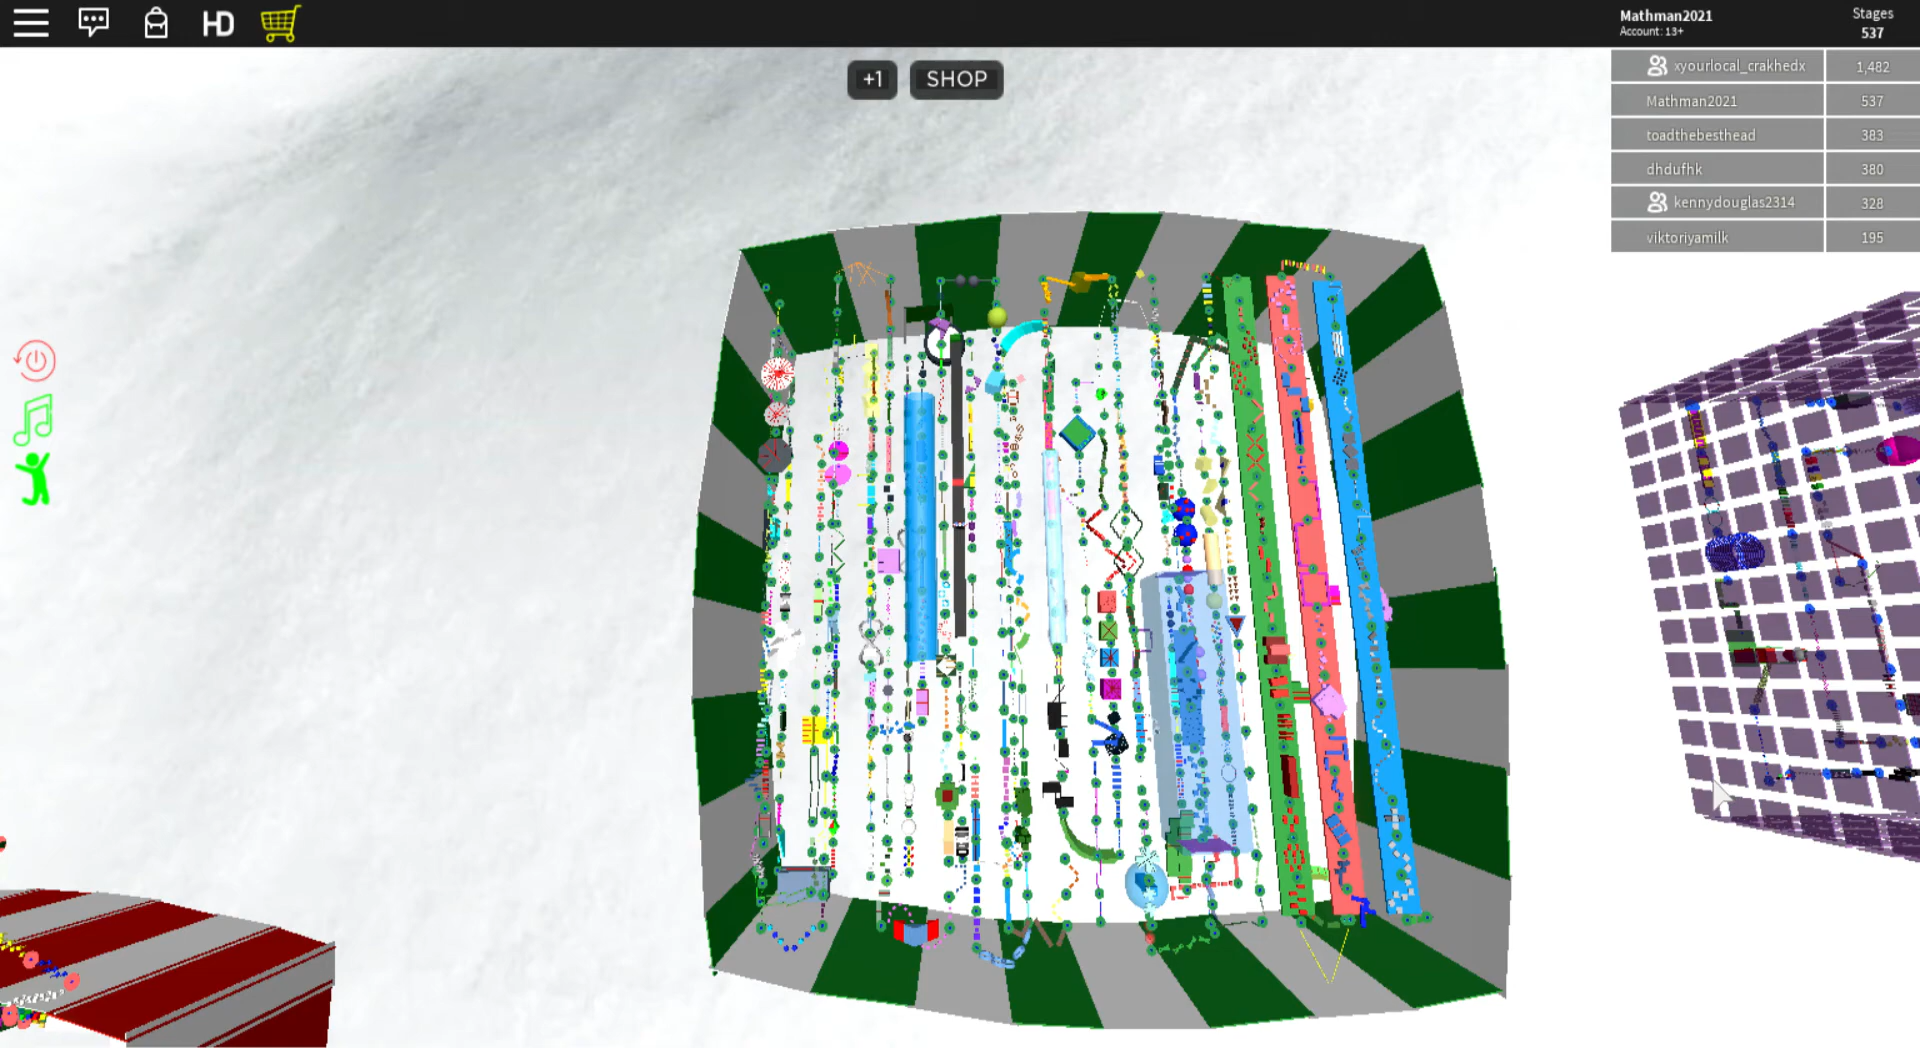 HD
+1
SHOP
Mathman2021
Account: 13+
Stages
537
xyourlocal_crakhedx 1,482
Mathman2021 537
toadthebesthead 383
dhdufhk 380
kennydouglas2314 328
viktoriyamilk 195